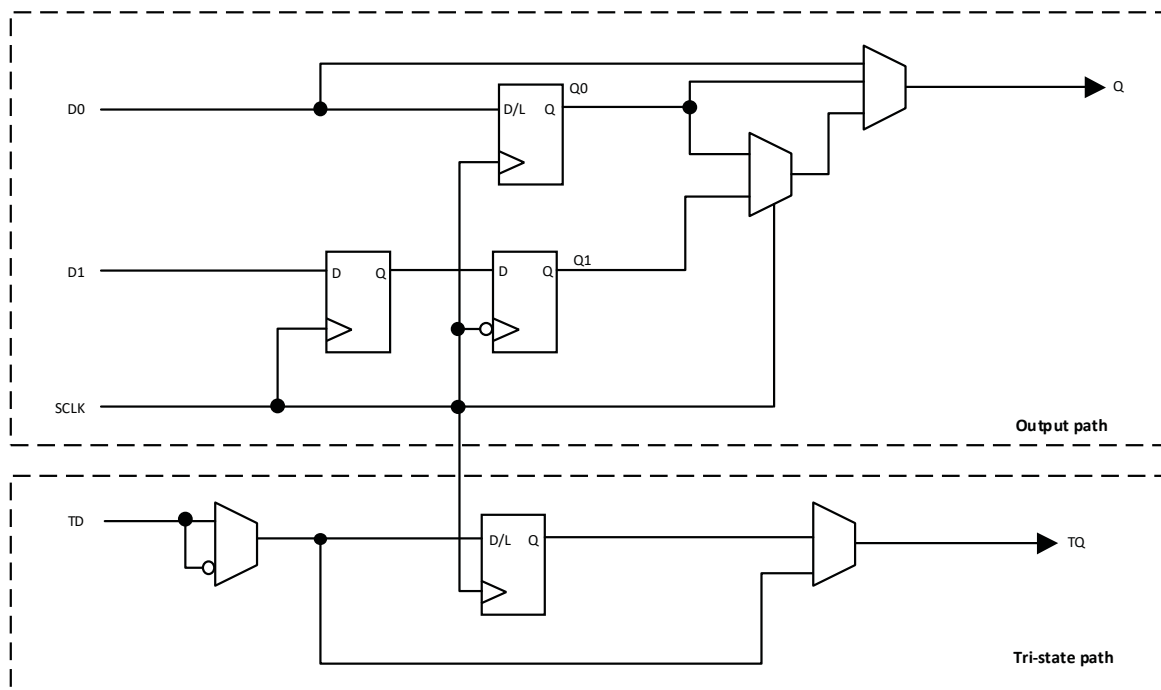 D0
D/L
Q
Q0
Q
D1
D
Q
D
Q
Q1
SCLK
Output path
TD
D/L
Q
TQ
Tri-state path